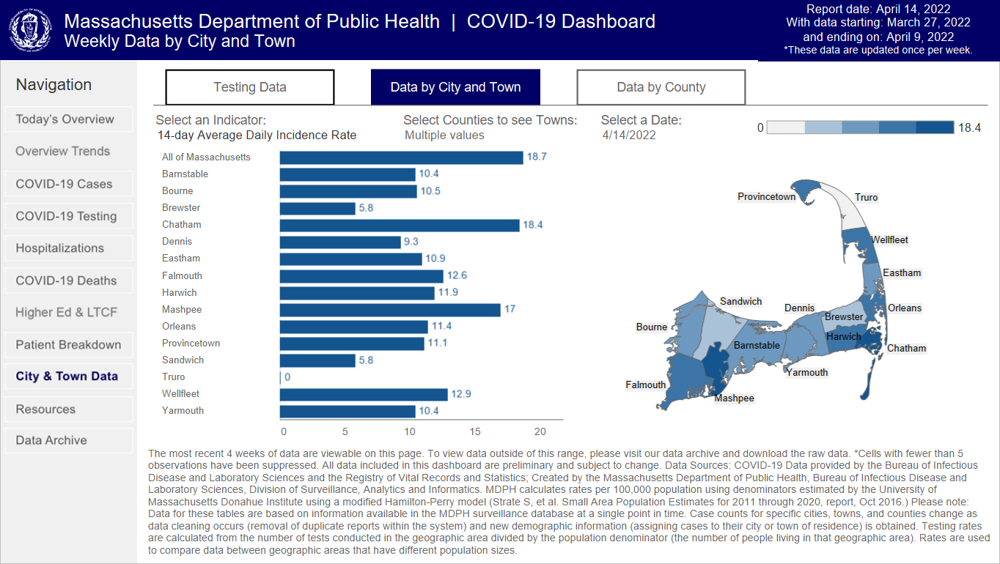 Massachusetts Department of Public Health | COVID-19 Dashboard
Weekly Data by City and Town
Report date: April 14, 2022
With data starting: March 27, 2022
and ending on: April 9, 2022
*These data are updated once per week.
Navigation
Today's Overview
Overview Trends
COVID-19 Cases
COVID-19 Testing
Hospitalizations
COVID-19 Deaths
Higher Ed & LTCF
Patient Breakdown
City & Town Data
Resources
Data Archive
Testing Data
Data by City and Town
Data by County
Select an Indicator:
14-day Average Daily Incidence Rate
Select Counties to see Towns:
Multiple values
Select a Date:
4/14/2022
0 18.4
All of Massachusetts 18.7
Barnstable 10.4
Bourne 10.5
Brewster 5.8
Chatham 18.4
Dennis 9.3
Eastham 10.9
Falmouth 12.6
Harwich 11.9
Mashpee 17
Orleans 11.4
Provincetown 11.1
Sandwich 5.8
Truro 0
Wellfleet 12.9
Yarmouth 10.4
0 5 10 15 20
Provincetown
Truro
Wellfleet
Eastham
Sandwich
Dennis
Orleans
Brewster
Bourne
Harwich
Barnstable
Chatham
Yarmouth
Falmouth
Mashpee
The most recent 4 weeks of data are viewable on this page. To view data outside of this range, please visit our data archive and download the raw data. *Cells with fewer than 5
observations have been suppressed. All data included in this dashboard are preliminary and subject to change. Data Sources: COVID-19 Data provided by the Bureau of Infectious
Disease and Laboratory Sciences and the Registry of Vital Records and Statistics; Created by the Massachusetts Department of Public Health, Bureau of Infectious Disease and
Laboratory Sciences, Division of Surveillance, Analytics and Informatics. MDPH calculates rates per 100,000 population using denominators estimated by the University of
Massachusetts Donahue Institute using a modified Hamilton-Perry model (Strate S, et al. Small Area Population Estimates for 2011 through 2020, report, Oct 2016.) Please note:
Data for these tables are based on information available in the MDPH surveillance database at a single point in time. Case counts for specific cities, towns, and counties change as
data cleaning occurs (removal of duplicate reports within the system) and new demographic information (assigning cases to their city or town of residence) is obtained. Testing rates
are calculated from the number of tests conducted in the geographic area divided by the population denominator (the number of people living in that geographic area). Rates are used
to compare data between geographic areas that have different population sizes.